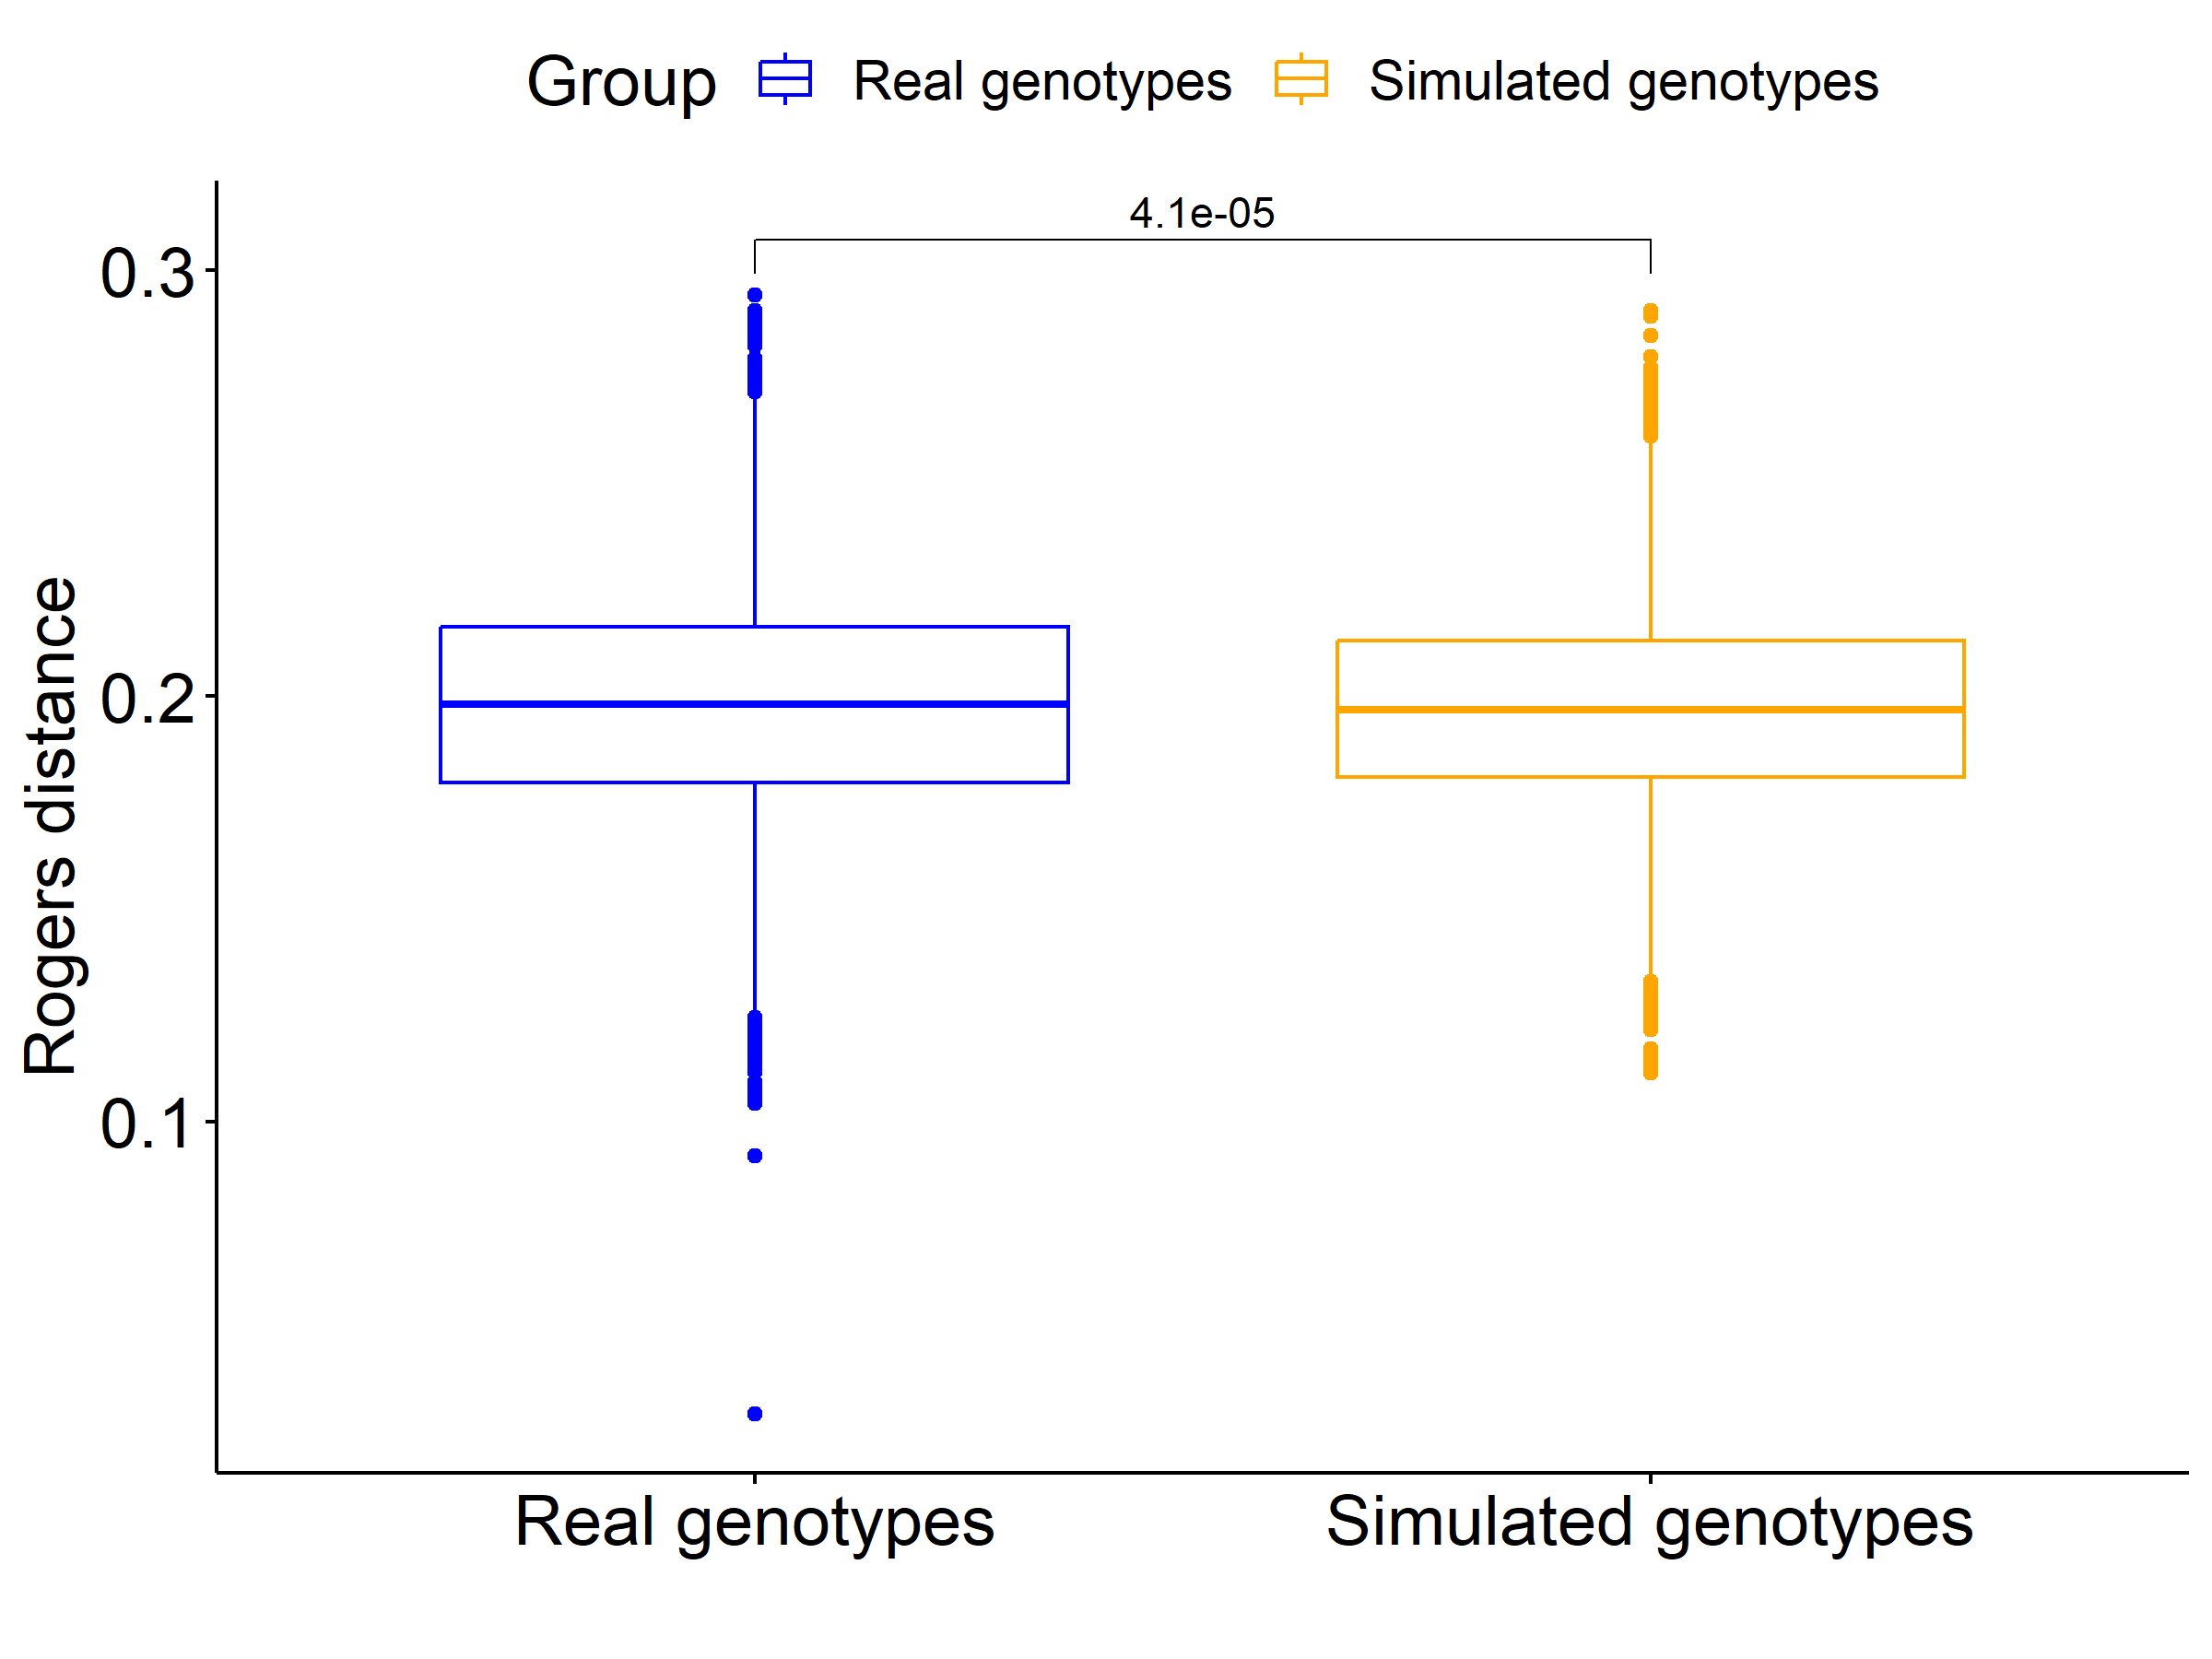 Group Real genotypes Simulated genotypes
4.1e-05
0.3
0.2
0.1
Rogers distance
Real genotypes Simulated genotypes